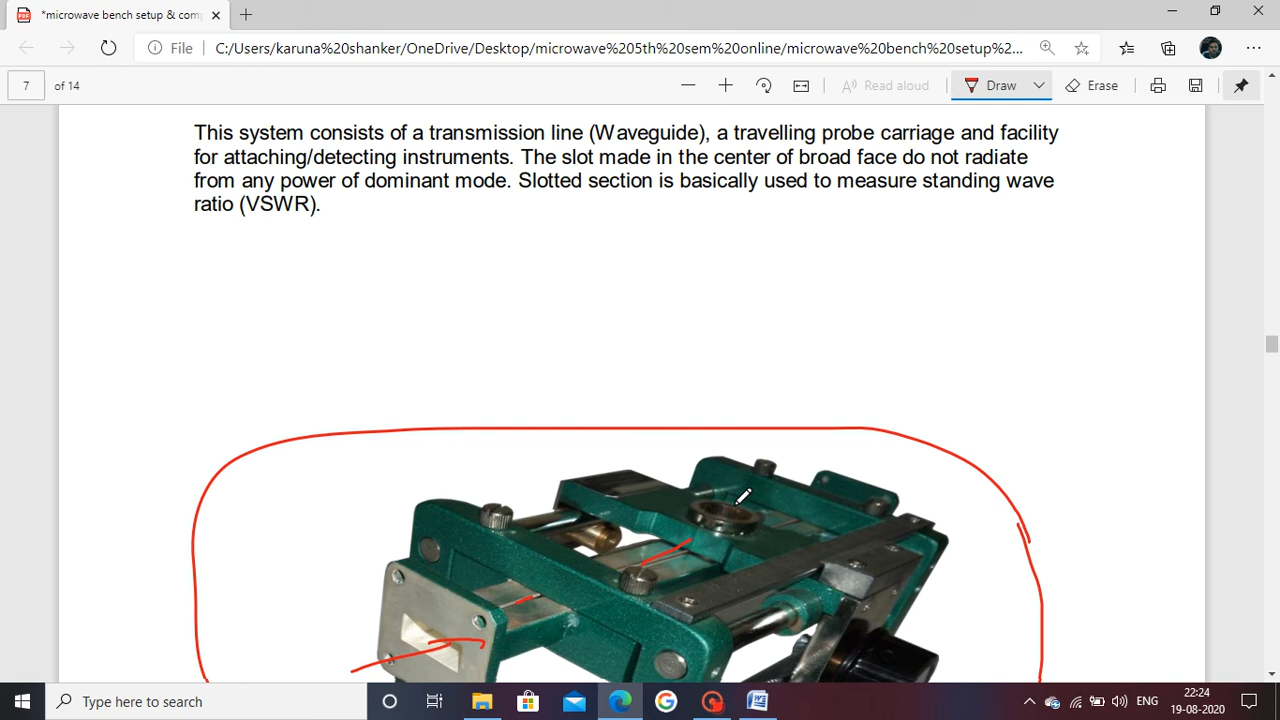 *microwave bench setup & comp
File
C:/Users/karuna%20shanker/OneDrive/Desktop/microwave%205th%20sem%20online/microwave%20bench%20setup%2...
7 of 14
Read aloud
Draw
Erase
This system consists of a transmission line (Waveguide), a travelling probe carriage and facility
for attaching/detecting instruments. The slot made in the center of broad face do not radiate
from any power of dominant mode. Slotted section is basically used to measure standing wave
ratio (VSWR).
Type here to search
ENG
22:24
19-08-2020